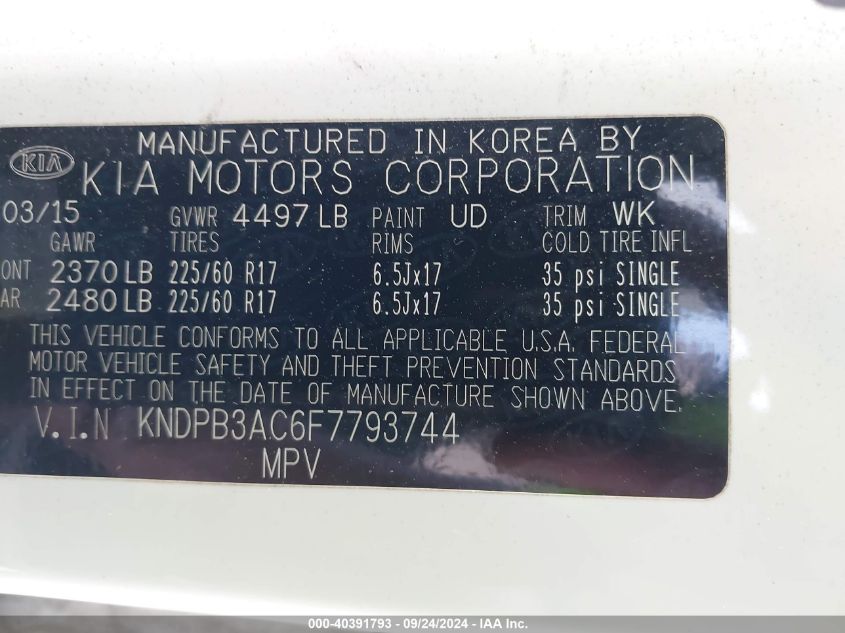 MANUFACTURED IN KOREA BY
KIA KIA MOTORS CORPORATION
03/15 GVWR 4497 LB PAINT UD TRIM WK
GAWR TIRES RIMS COLD TIRE INFL
ONT 2370 LB 225/60 R17 6.5Jx17 35 psi SINGLE
AR 2480 LB 225/60 R17 6.5Jx17 35 psi SINGLE
THIS VEHICLE CONFORMS TO ALL APPLICABLE U.S.A. FEDERAL
MOTOR VEHICLE SAFETY AND THEFT PREVENTION STANDARDS
IN EFFECT ON THE DATE OF MANUFACTURE SHOWN ABOVE.
V.I.N KNDPB3AC6F7793744
MPV
000-40391793 - 09/24/2024 - IAA Inc.